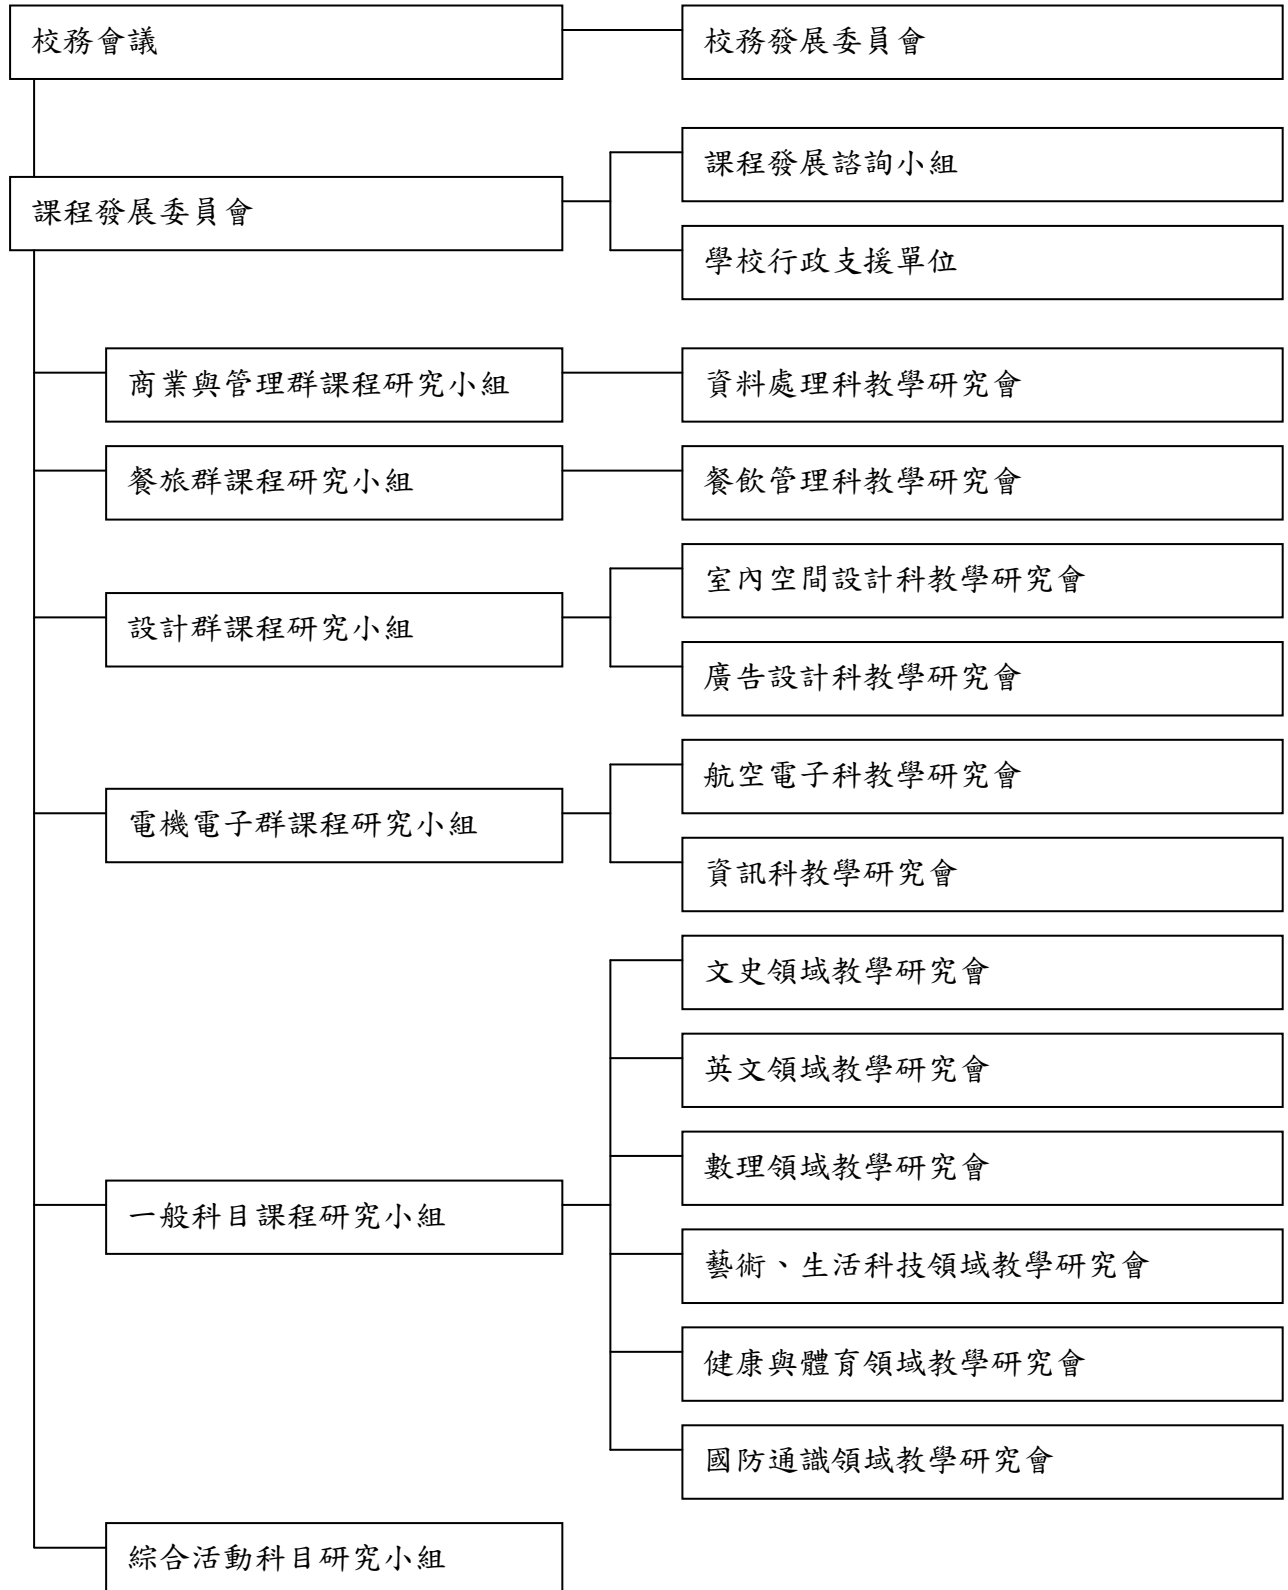 校務會議
校務發展委員會
課程發展諮詢小組
課程發展委員會
學校行政支援單位
商業與管理群課程研究小組
資料處理科教學研究會
餐旅群課程研究小組
餐飲管理科教學研究會
室內空間設計科教學研究會
設計群課程研究小組
廣告設計科教學研究會
航空電子科教學研究會
電機電子群課程研究小組
資訊科教學研究會
文史領域教學研究會
英文領域教學研究會
數理領域教學研究會
一般科目課程研究小組
藝術、生活科技領域教學研究會
健康與體育領域教學研究會
國防通識領域教學研究會
綜合活動科目研究小組